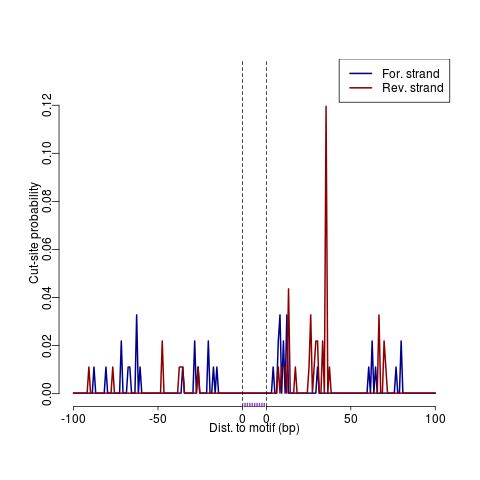 For. strand
Rev. strand
Cut-site probability
0.00 0.02 0.04 0.06 0.08 0.10 0.12
-100 -50 0 0 50 100
Dist. to motif (bp)